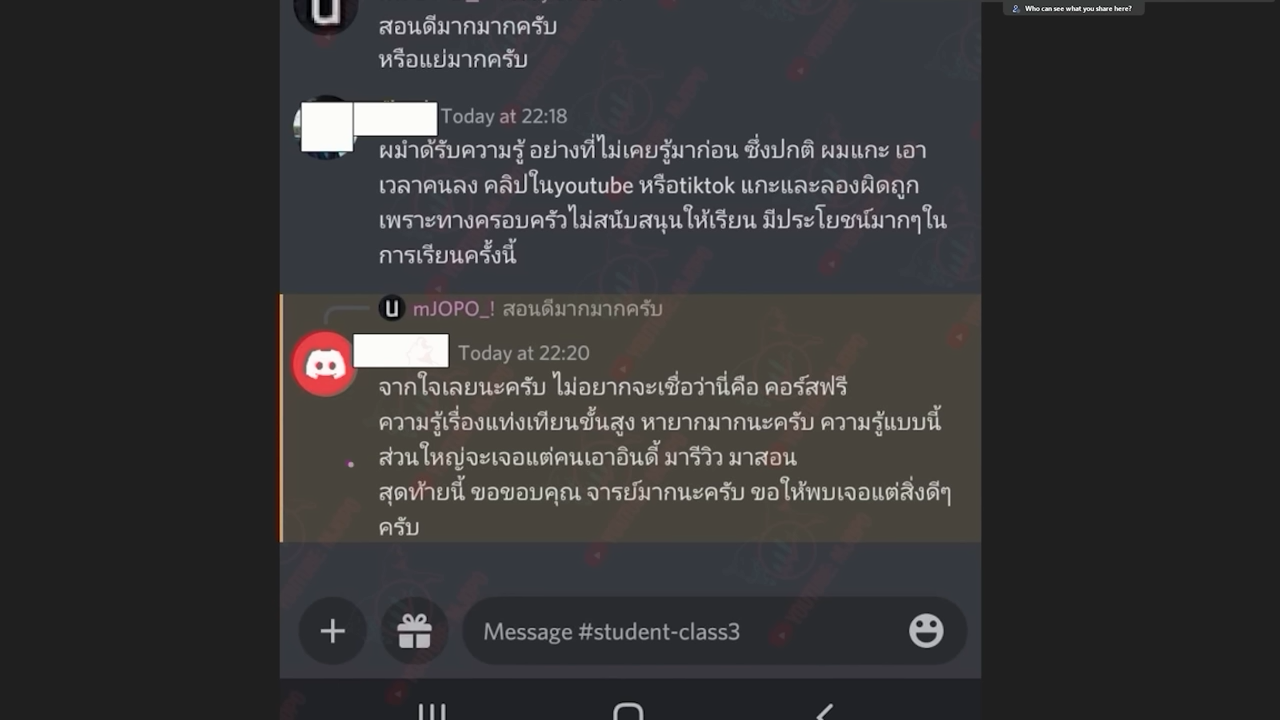 Who can see what you share here?
สอนดีมากมากครับ
หรือแย่มากครับ
Today at 22:18
ผมำด้รับความรู้ อย่างที่ไม่เคยรู้มาก่อน ซึ่งปกติ ผมแกะ เอา
เวลาคนลง คลิปในyoutube หรือtiktok แกะและลองผิดถูก
เพราะทางครอบครัวไม่สนับสนุนให้เรียน มีประโยชน์มากๆใน
การเรียนครั้งนี้
mJOPO_! สอนดีมากมากครับ
Today at 22:20
จากใจเลยนะครับ ไม่อยากจะเชื่อว่านี่คือ คอร์สฟรี
ความรู้เรื่องแท่งเทียนขั้นสูง หายากมากนะครับ ความรู้แบบนี้
ส่วนใหญ่จะเจอแต่คนเอาอินดี้ มารีวิว มาสอน
สุดท้ายนี้ ขอขอบคุณ จารย์มากนะครับ ขอให้พบเจอแต่สิ่งดีๆ
ครับ
Message #student-class3